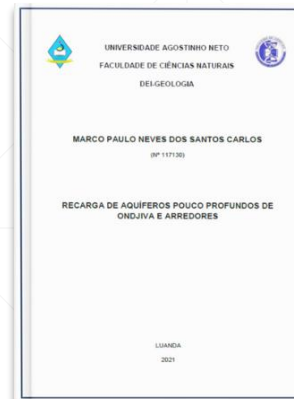 UNIVERSIDADE AGOSTINHO NETO
FACULDADE DE CIÊNCIAS NATURAIS
DEI-GEOLOGIA
MARCO PAULO NEVES DOS SANTOS CARLOS
(Nº 117130)
RECARGA DE AQUÍFEROS POUCO PROFUNDOS DE
ONDJIVA E ARREDORES
LUANDA
2021